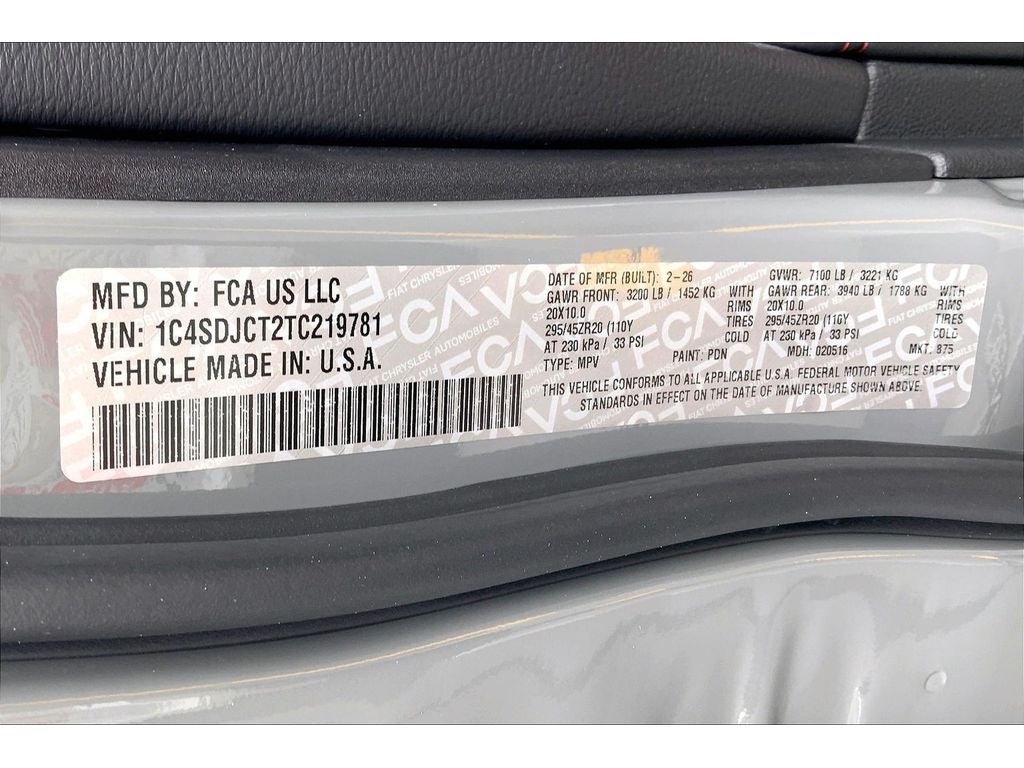 MFD BY: FCA US LLC
VIN: 1C4SDJCT2TC219781
VEHICLE MADE IN: U.S.A.
DATE OF MFR (BUILT): 2-26 GVWR: 7100 LB / 3221 KG
GAWR FRONT: 3200 LB / 1452 KG WITH GAWR REAR: 3940 LB / 1788 KG WITH
20X10.0 RIMS 20X10.0 RIMS
295/45ZR20 (110Y TIRES 295/45ZR20 (110Y TIRES
AT 230 kPa / 33 PSI COLD AT 230 kPa / 33 PSI COLD
TYPE: MPV PAINT: PDN MDH: 020516 MKT: 875
THIS VEHICLE CONFORMS TO ALL APPLICABLE U.S.A. FEDERAL MOTOR VEHICLE SAFETY
STANDARDS IN EFFECT ON THE DATE OF MANUFACTURE SHOWN ABOVE.
FCA
FIAT CHRYSLER AUTOMOBILES